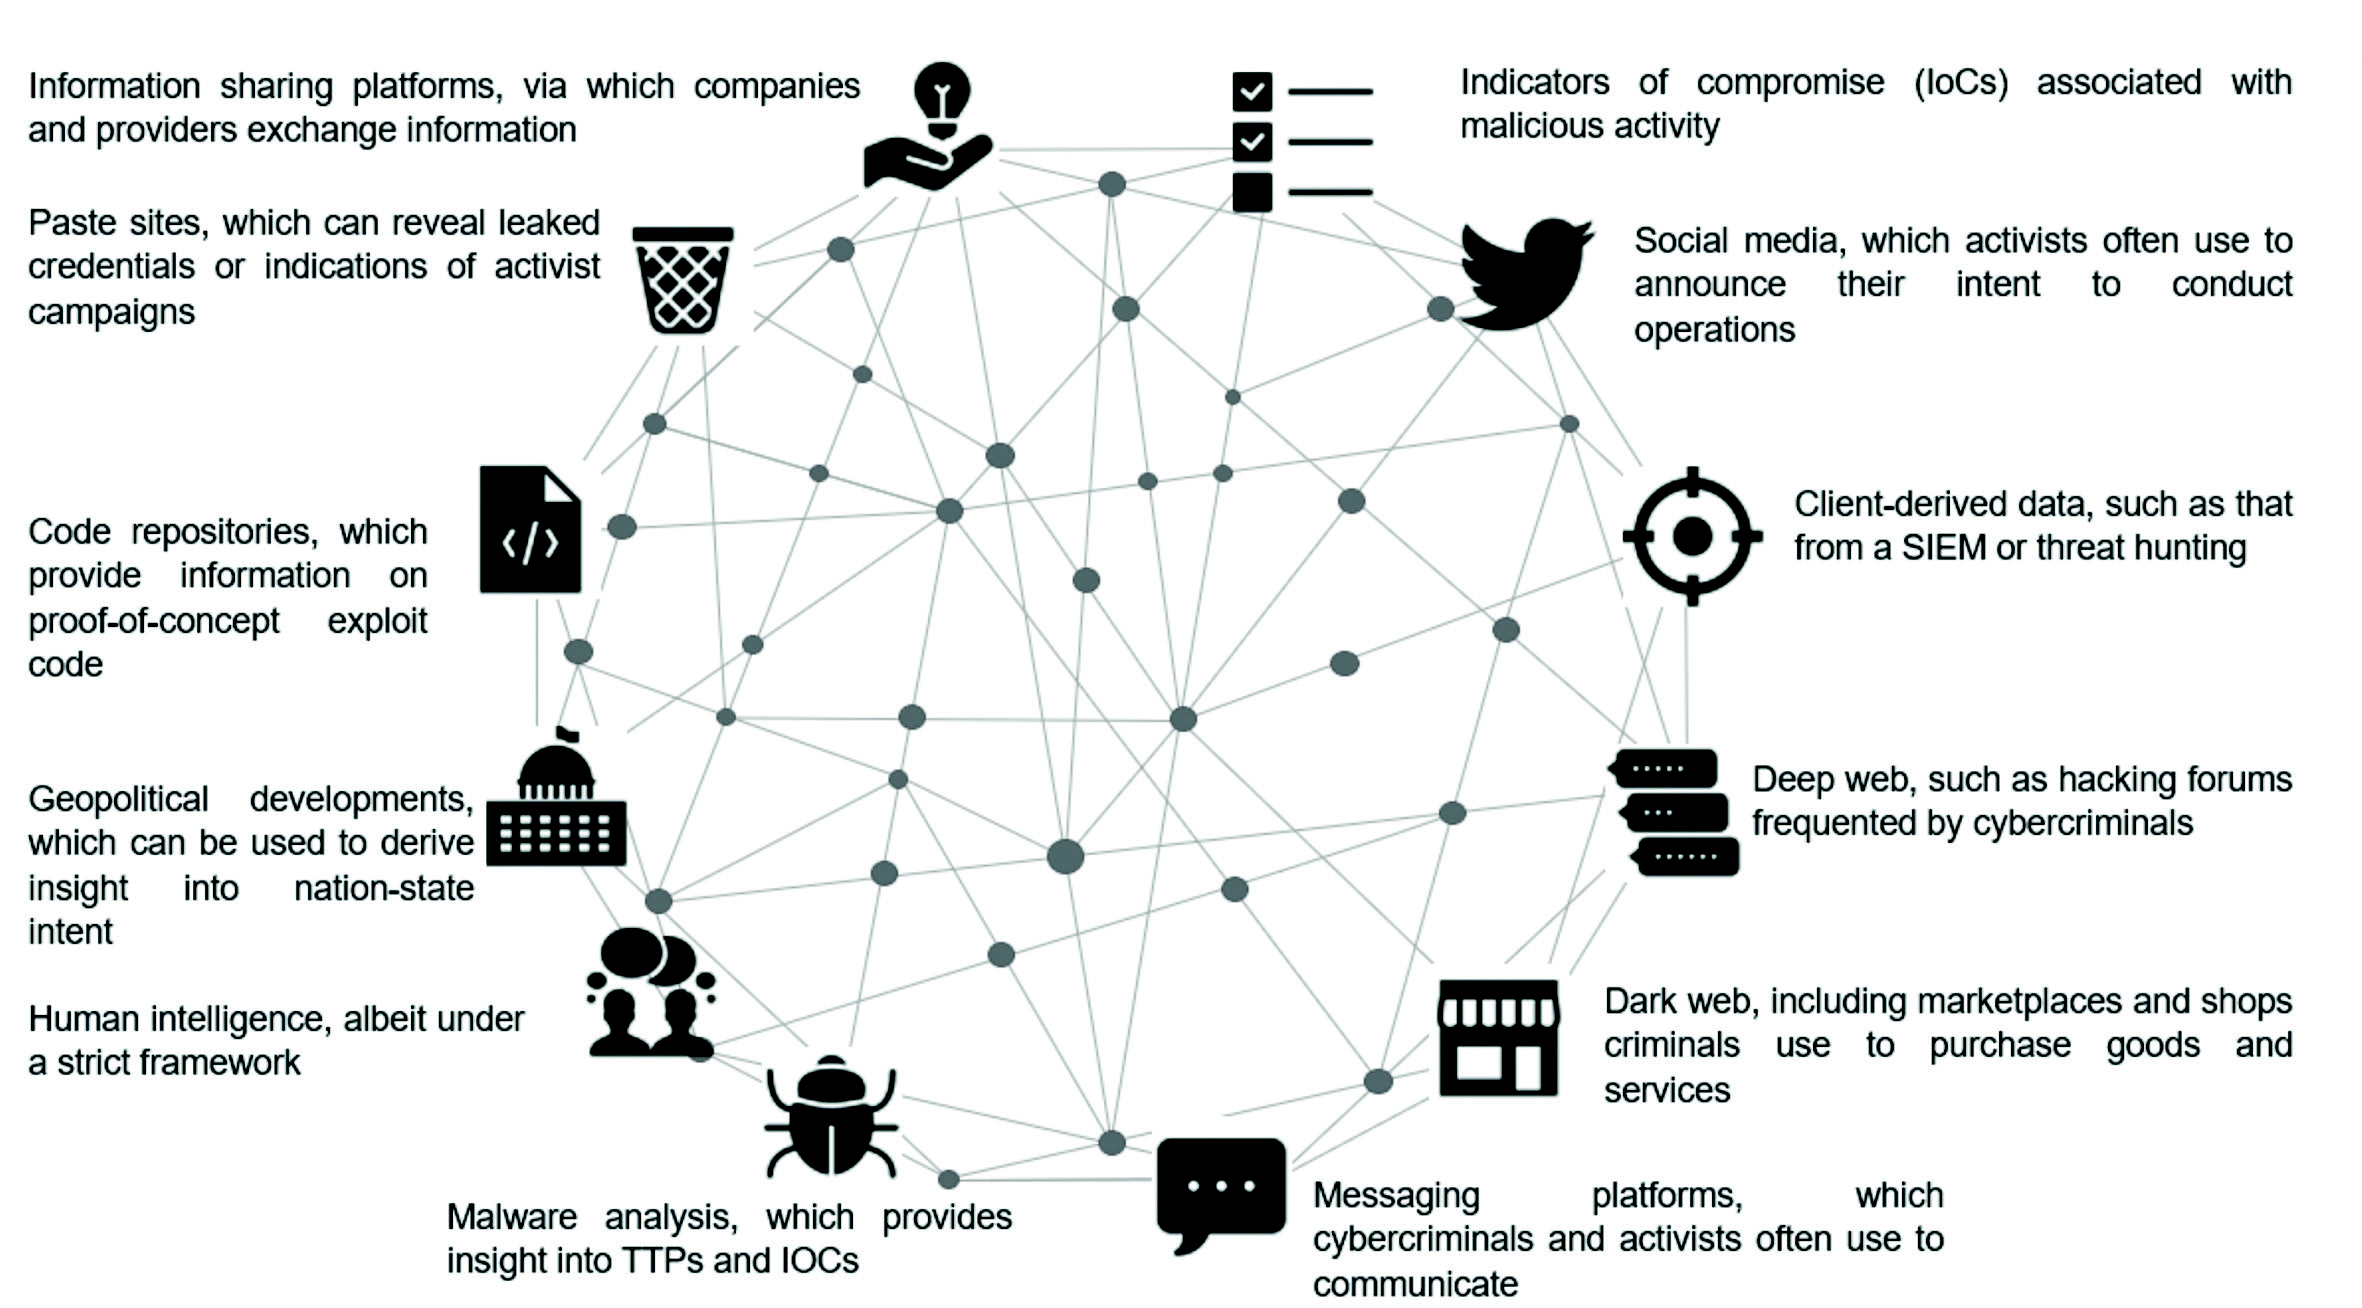 Information sharing platforms, via which companies
and providers exchange information
Indicators of compromise (IoCs) associated with
malicious activity
Paste sites, which can reveal leaked
credentials or indications of activist
campaigns
Social media, which activists often use to
announce their intent to conduct
operations
Code repositories, which
provide information on
proof-of-concept exploit
code
Client-derived data, such as that
from a SIEM or threat hunting
Geopolitical developments,
which can be used to derive
insight into nation-state
intent
Deep web, such as hacking forums
frequented by cybercriminals
Human intelligence, albeit under
a strict framework
Dark web, including marketplaces and shops
criminals use to purchase goods and
services
Malware analysis, which provides
insight into TTPs and IOCs
Messaging platforms, which
cybercriminals and activists often use to
communicate